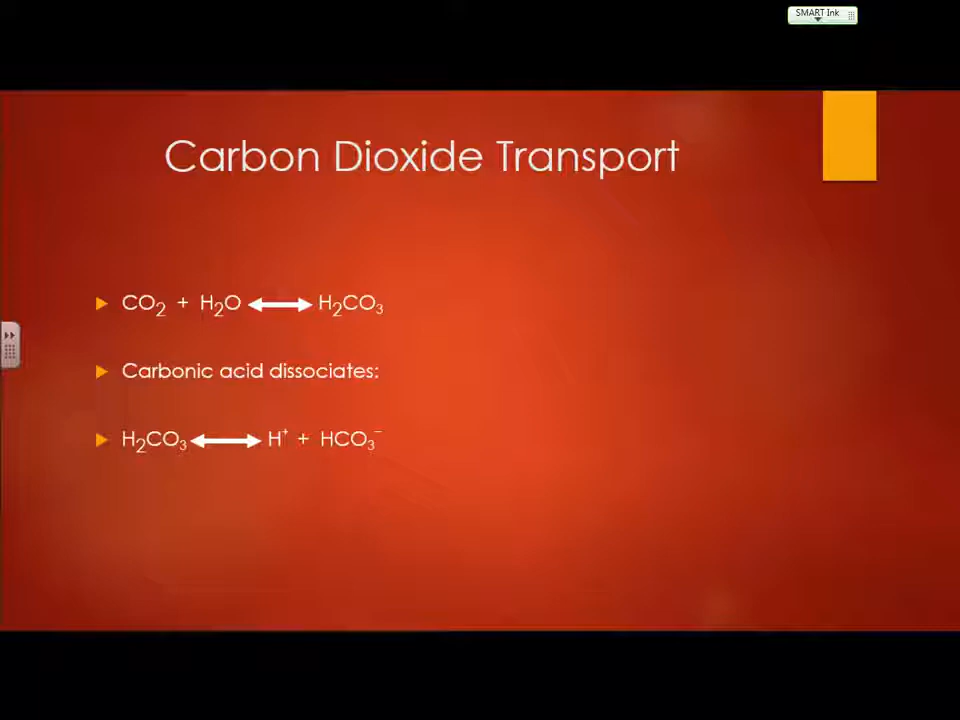 SMART Ink
Carbon Dioxide Transport
CO₂ + H₂O ⟷ H₂CO₃
Carbonic acid dissociates:
H₂CO₃ ⟷ H⁺ + HCO₃⁻